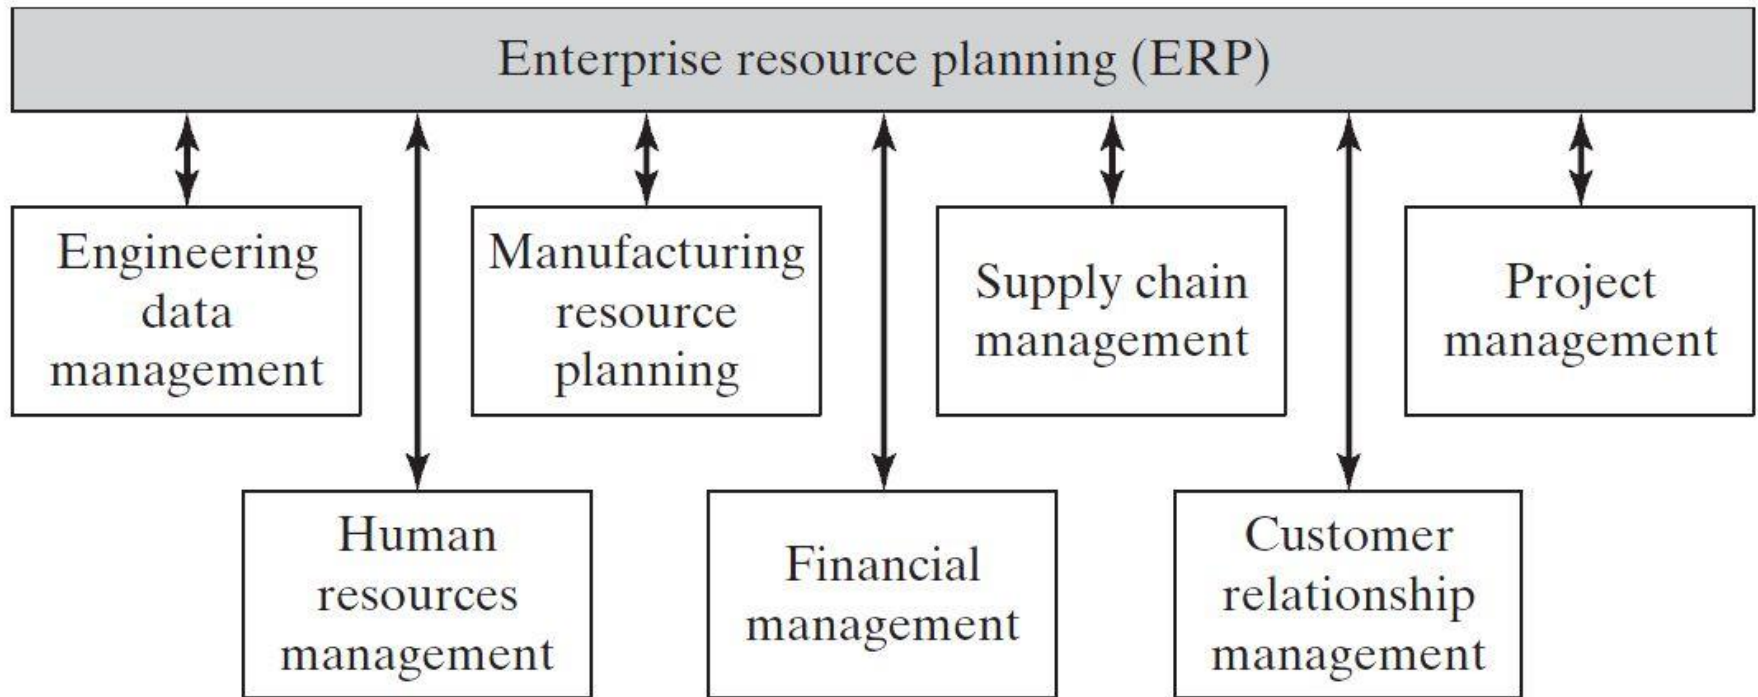 Enterprise resource planning (ERP)
Engineering
data
management
Manufacturing
resource
planning
Supply chain
management
Project
management
Human
resources
management
Financial
management
Customer
relationship
management